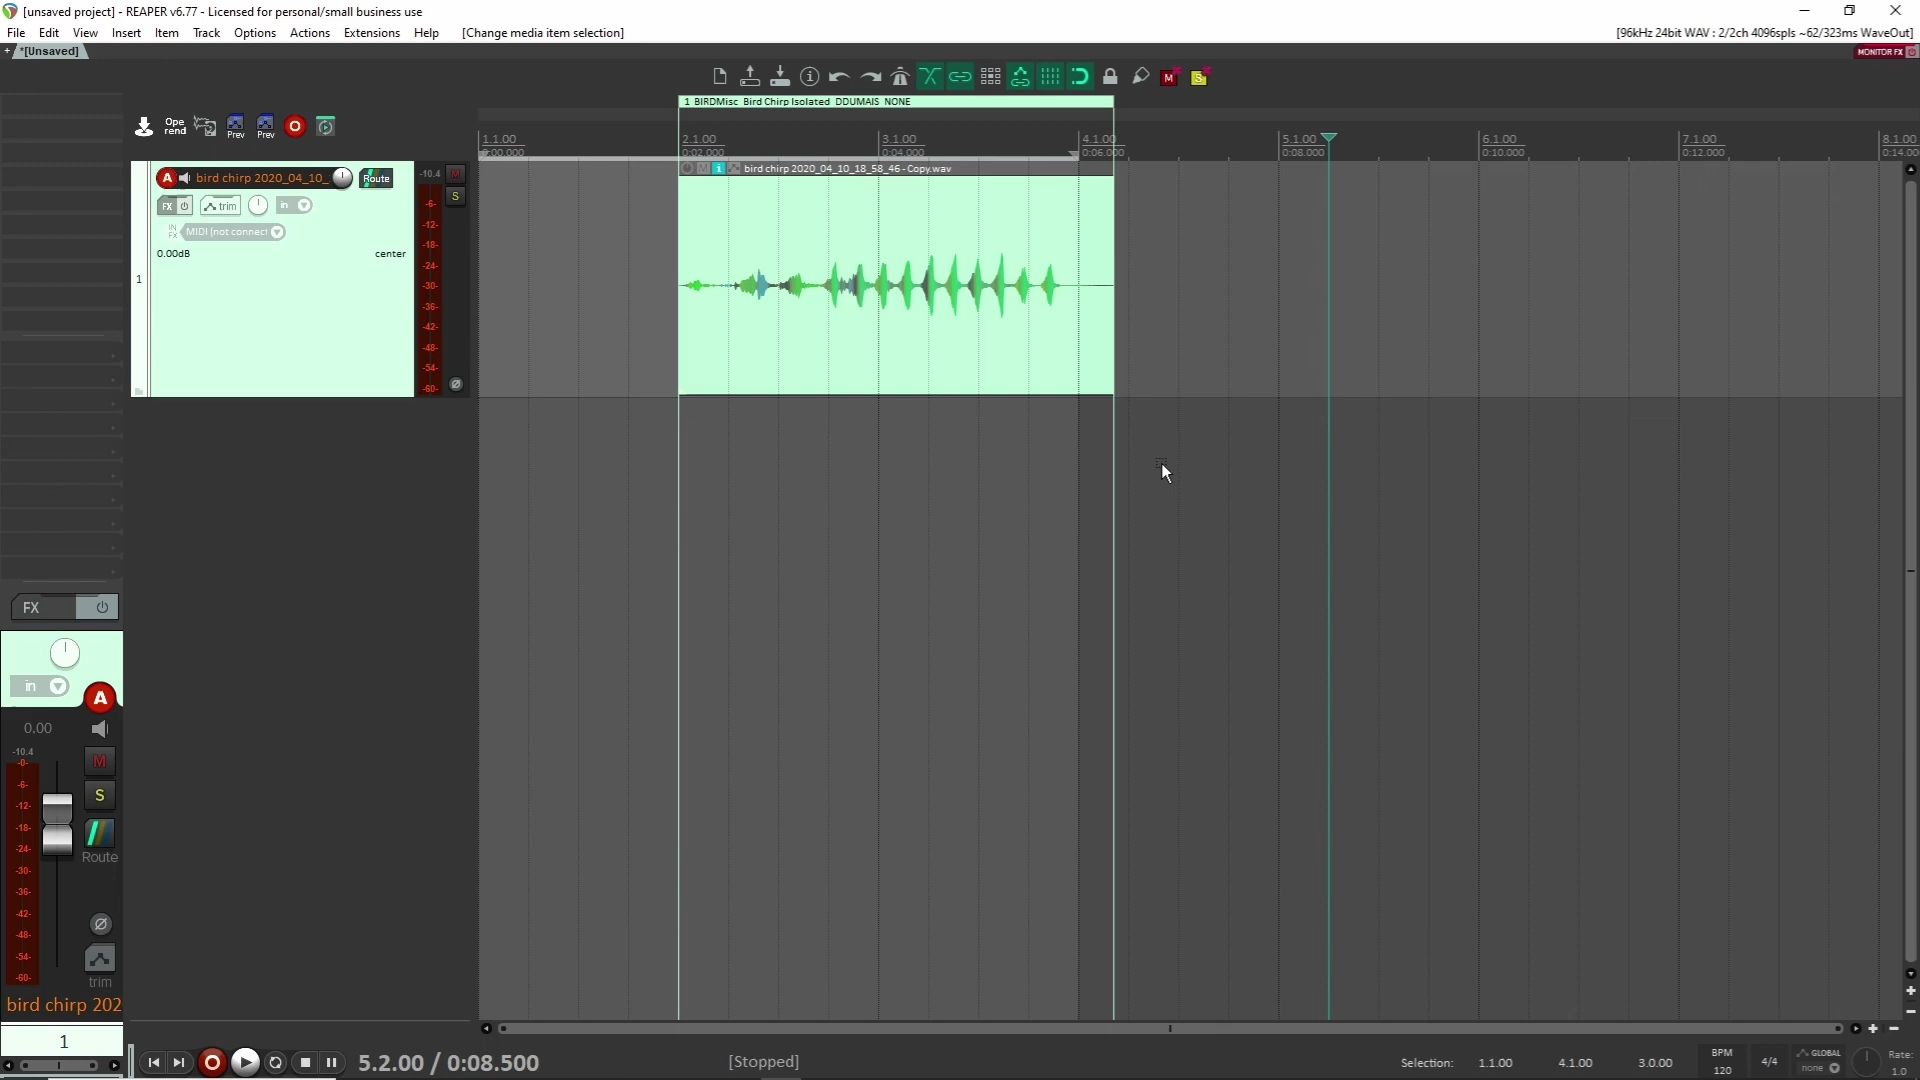 [unsaved project] - REAPER v6.77 - Licensed for personal/small business use
File Edit View Insert Item Track Options Actions Extensions Help [Change media item selection]
[96kHz 24bit WAV : 2/2ch 4096spls ~62/323ms WaveOut]
+ *[Unsaved]
MONITOR FX
M S
1 BIRDMisc_Bird Chirp Isolated_DDUMAIS_NONE
Ope rend
Prev Prev
1.1.00 2.1.00 3.1.00 4.1.00 5.1.00 6.1.00 7.1.00 8.1.00
0:00.000 0:02.000 0:04.000 0:06.000 0:08.000 0:10.000 0:12.000 0:14.00
bird chirp 2020_04_10_18_58_46 - Copy.wav
A bird chirp 2020_04_10_ Route
-10.4 M
S
FX trim in
IN FX MIDI (not connect
0.00dB center
1
-6-
-12-
-18-
-24-
-30-
-36-
-42-
-48-
-54-
-60-
FX
in
A
0.00
-10.4
M
S
Route
-0-
-6-
-12-
-18-
-24-
-30-
-36-
-42-
-48-
-54-
-60-
trim
bird chirp 202
1
5.2.00 / 0:08.500
[Stopped]
Selection: 1.1.00 4.1.00 3.0.00
BPM
120
4/4
GLOBAL
none
Rate:
1.0